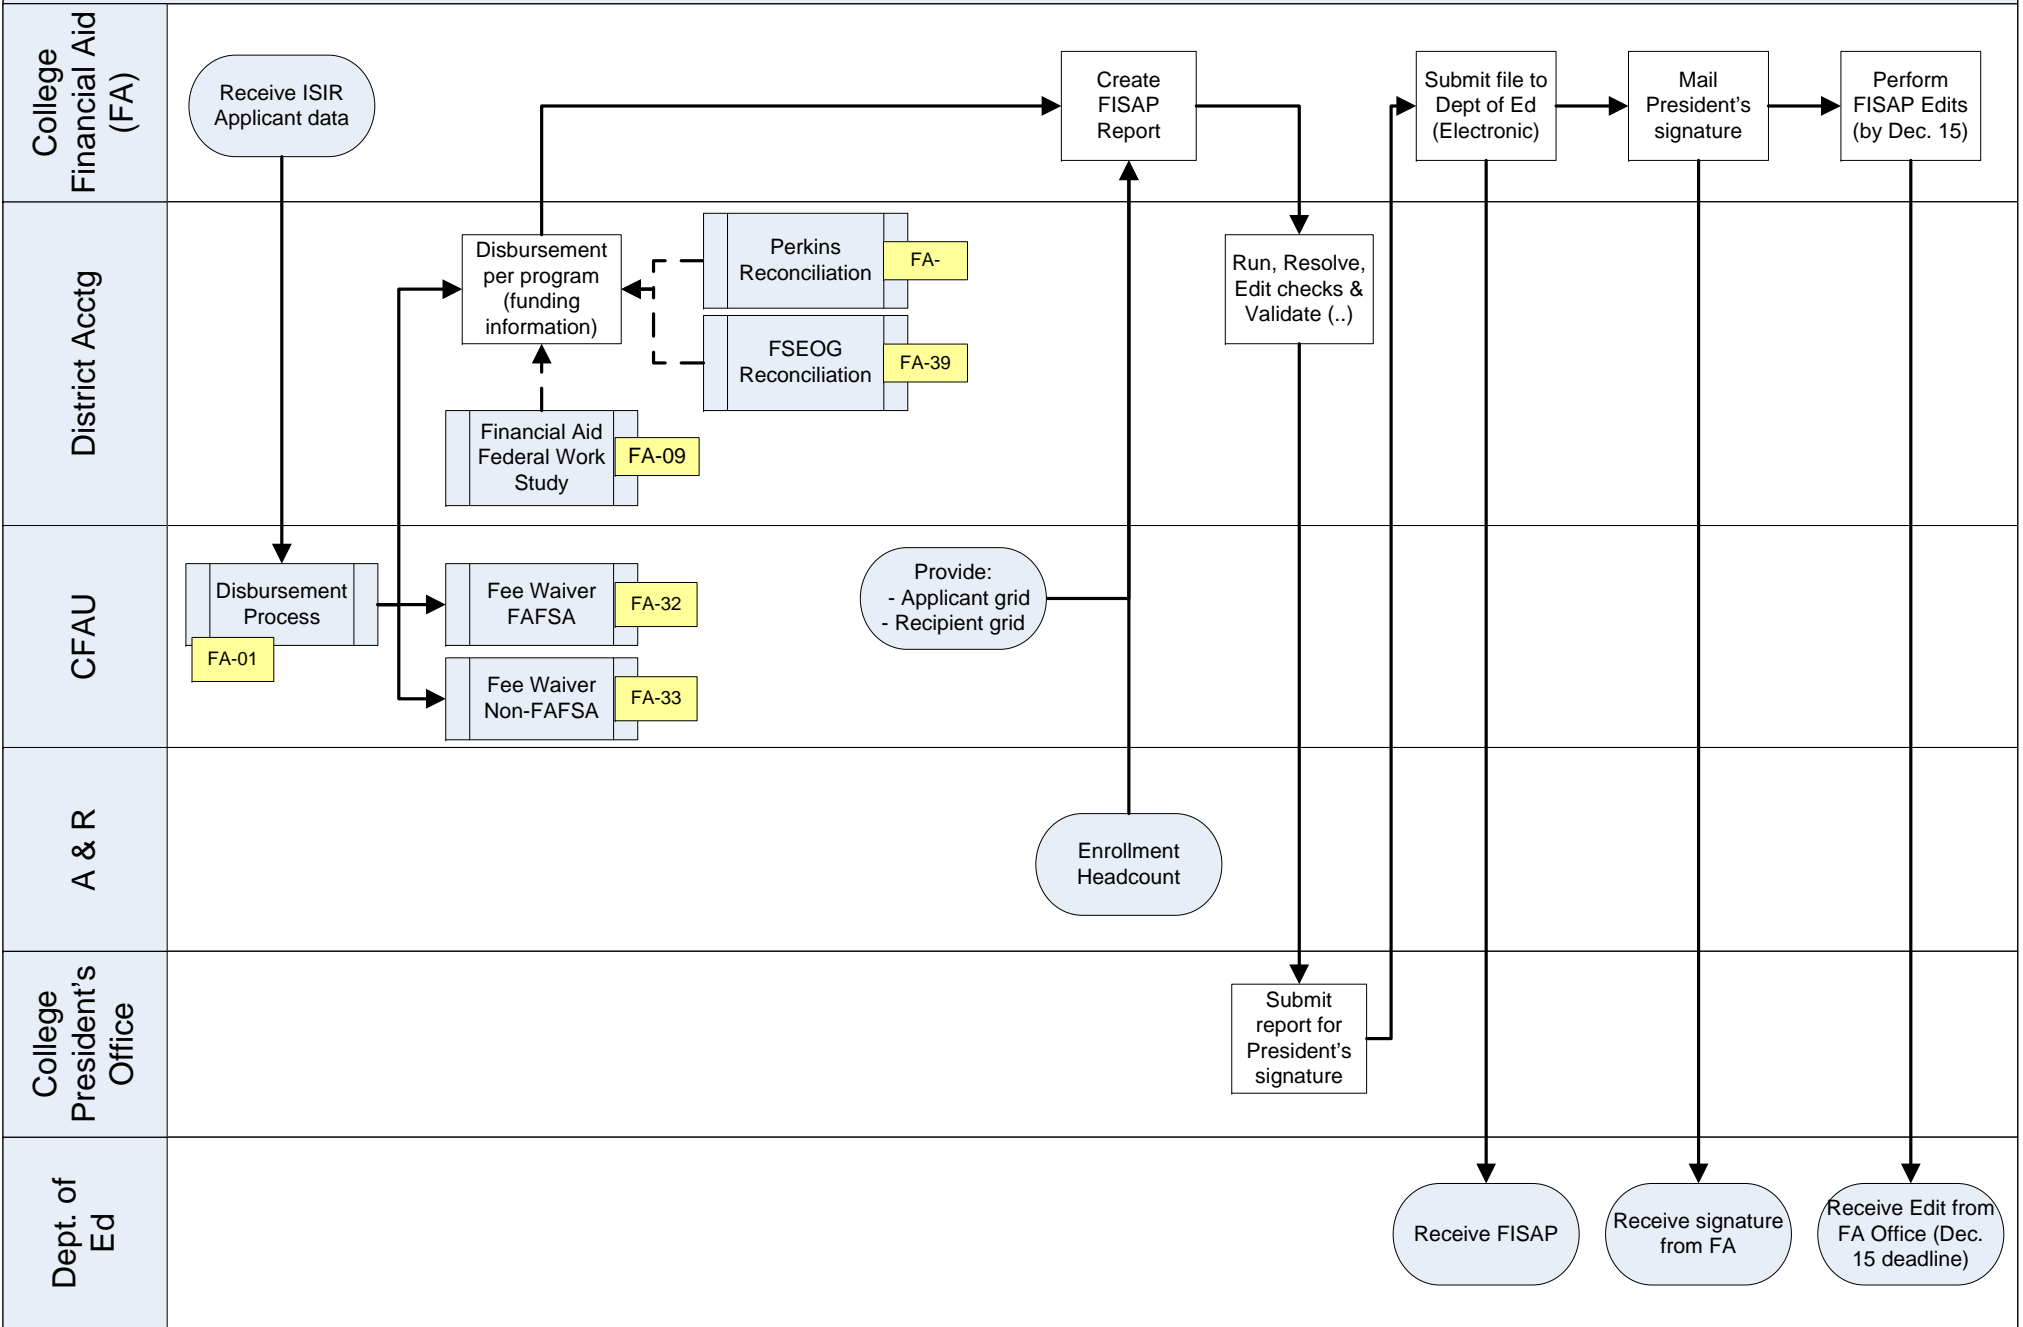 College
Financial Aid
(FA)
Receive ISIR
Applicant data
Create
FISAP
Report
Submit file to
Dept of Ed
(Electronic)
Mail
President's
signature
Perform
FISAP Edits
(by Dec. 15)
District Acctg
Disbursement
per program
(funding
information)
Perkins
Reconciliation
FA-
FSEOG
Reconciliation
FA-39
Financial Aid
Federal Work
Study
FA-09
Run, Resolve,
Edit checks &
Validate (..)
CFAU
Disbursement
Process
FA-01
Fee Waiver
FAFSA
FA-32
Fee Waiver
Non-FAFSA
FA-33
Provide:
- Applicant grid
- Recipient grid
A & R
Enrollment
Headcount
College
President's
Office
Submit
report for
President's
signature
Dept. of
Ed
Receive FISAP
Receive signature
from FA
Receive Edit from
FA Office (Dec.
15 deadline)